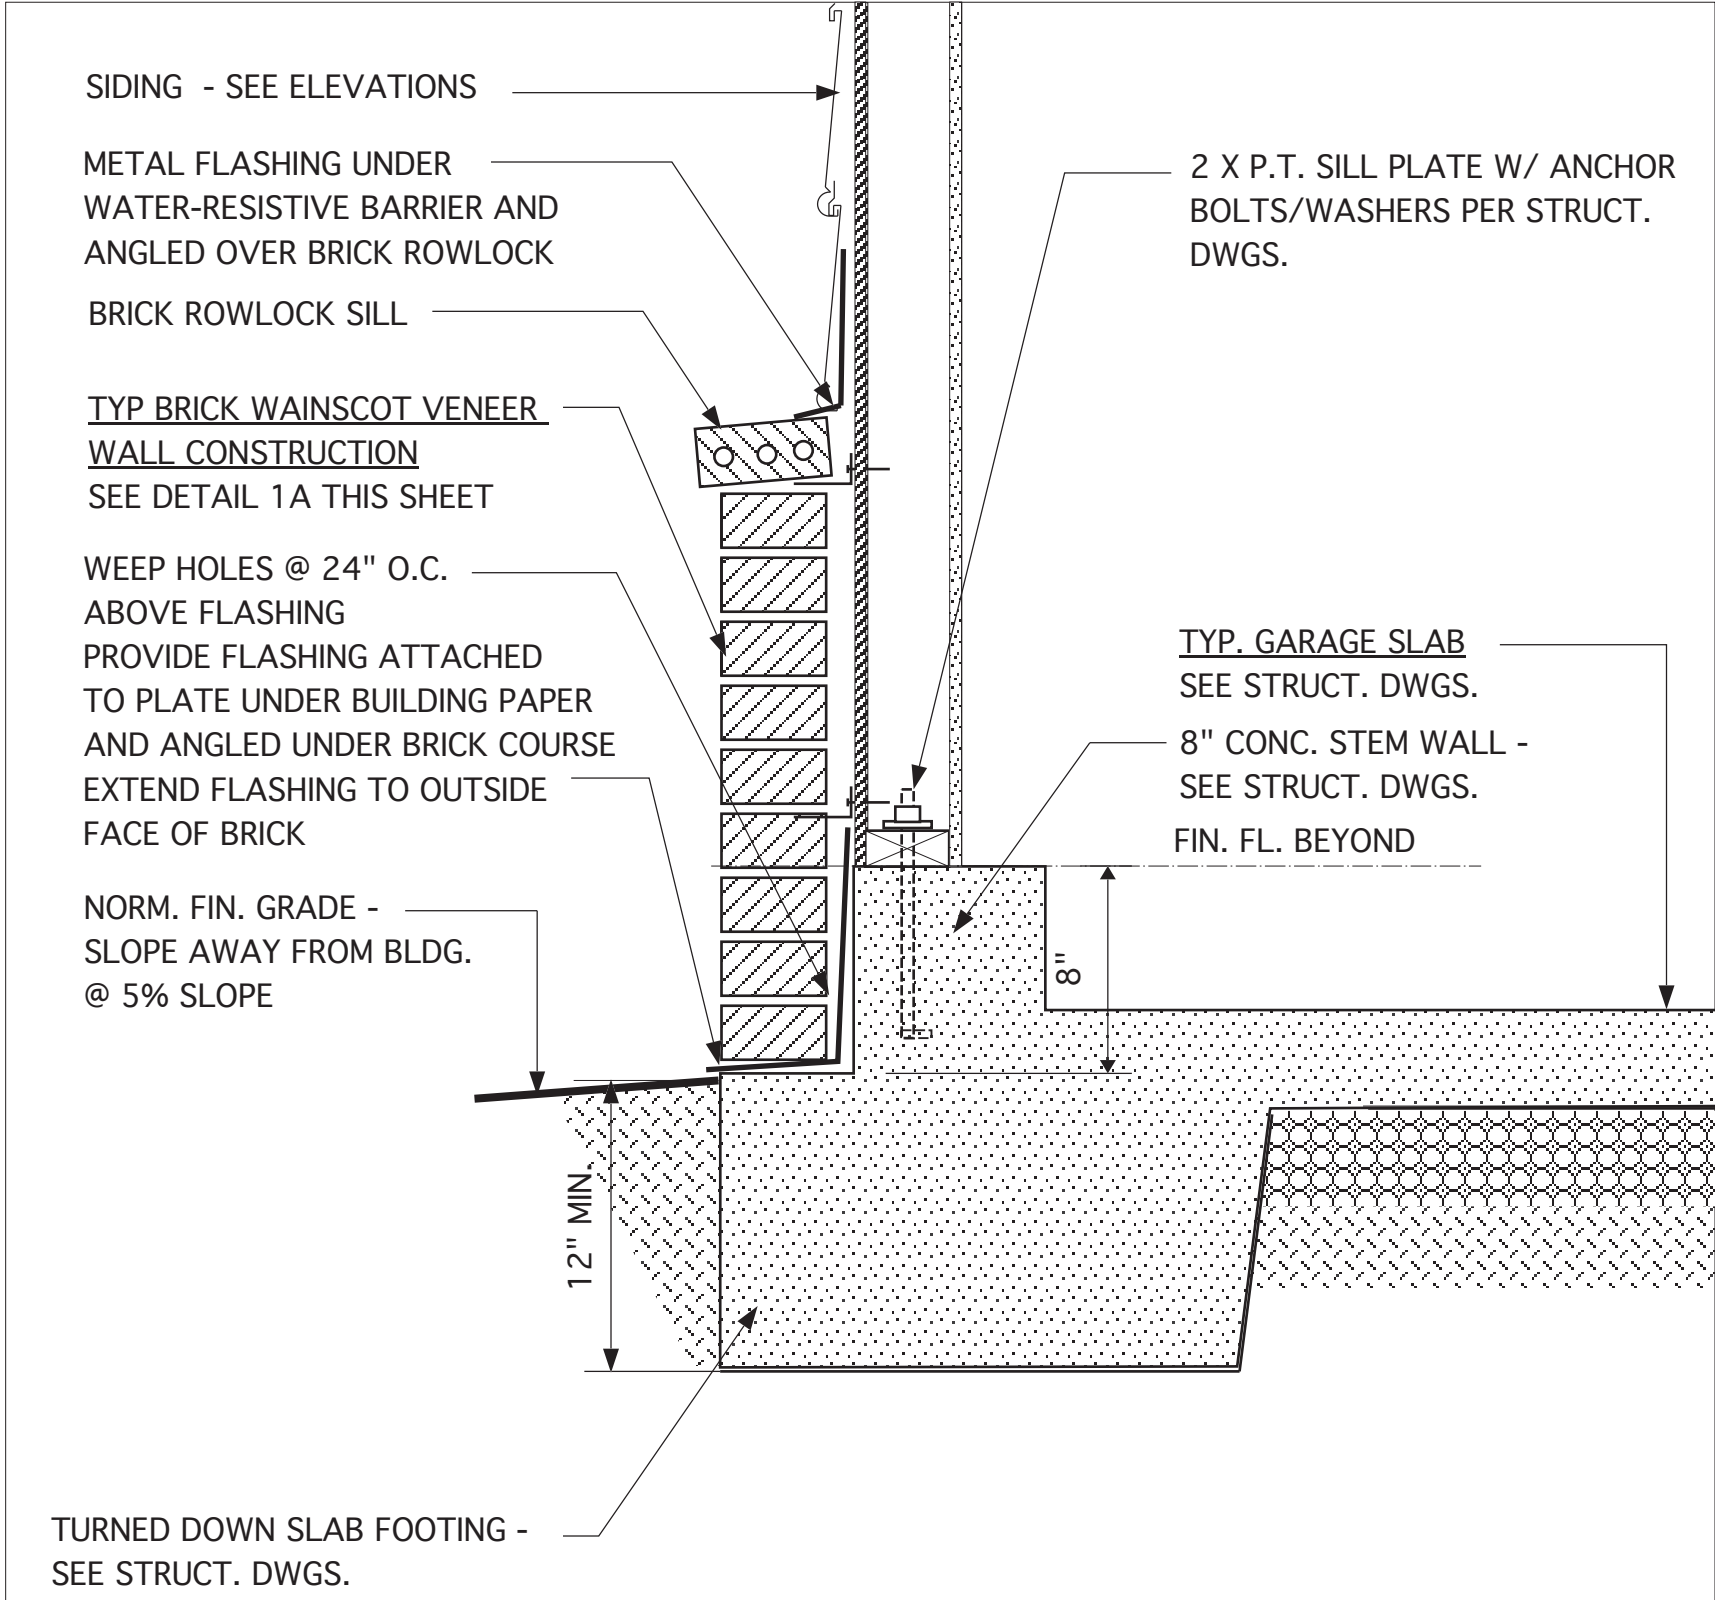 SIDING - SEE ELEVATIONS
METAL FLASHING UNDER
WATER-RESISTIVE BARRIER AND
ANGLED OVER BRICK ROWLOCK
BRICK ROWLOCK SILL
TYP BRICK WAINSCOT VENEER
WALL CONSTRUCTION
SEE DETAIL 1A THIS SHEET
WEEP HOLES @ 24" O.C.
ABOVE FLASHING
PROVIDE FLASHING ATTACHED
TO PLATE UNDER BUILDING PAPER
AND ANGLED UNDER BRICK COURSE
EXTEND FLASHING TO OUTSIDE
FACE OF BRICK
NORM. FIN. GRADE -
SLOPE AWAY FROM BLDG.
@ 5% SLOPE
12" MIN.
TURNED DOWN SLAB FOOTING -
SEE STRUCT. DWGS.
2 X P.T. SILL PLATE W/ ANCHOR
BOLTS/WASHERS PER STRUCT.
DWGS.
TYP. GARAGE SLAB
SEE STRUCT. DWGS.
8" CONC. STEM WALL -
SEE STRUCT. DWGS.
FIN. FL. BEYOND
8"